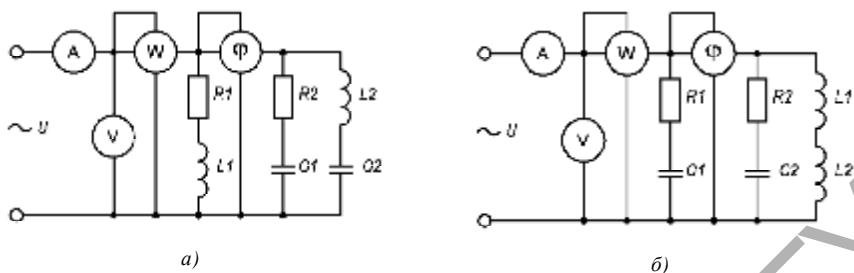 A W φ
R1 R2 L2
~ U V
L1 C1 C2
а)
A W φ
R1 R2 L1
~ U V
C1 C2 L2
б)